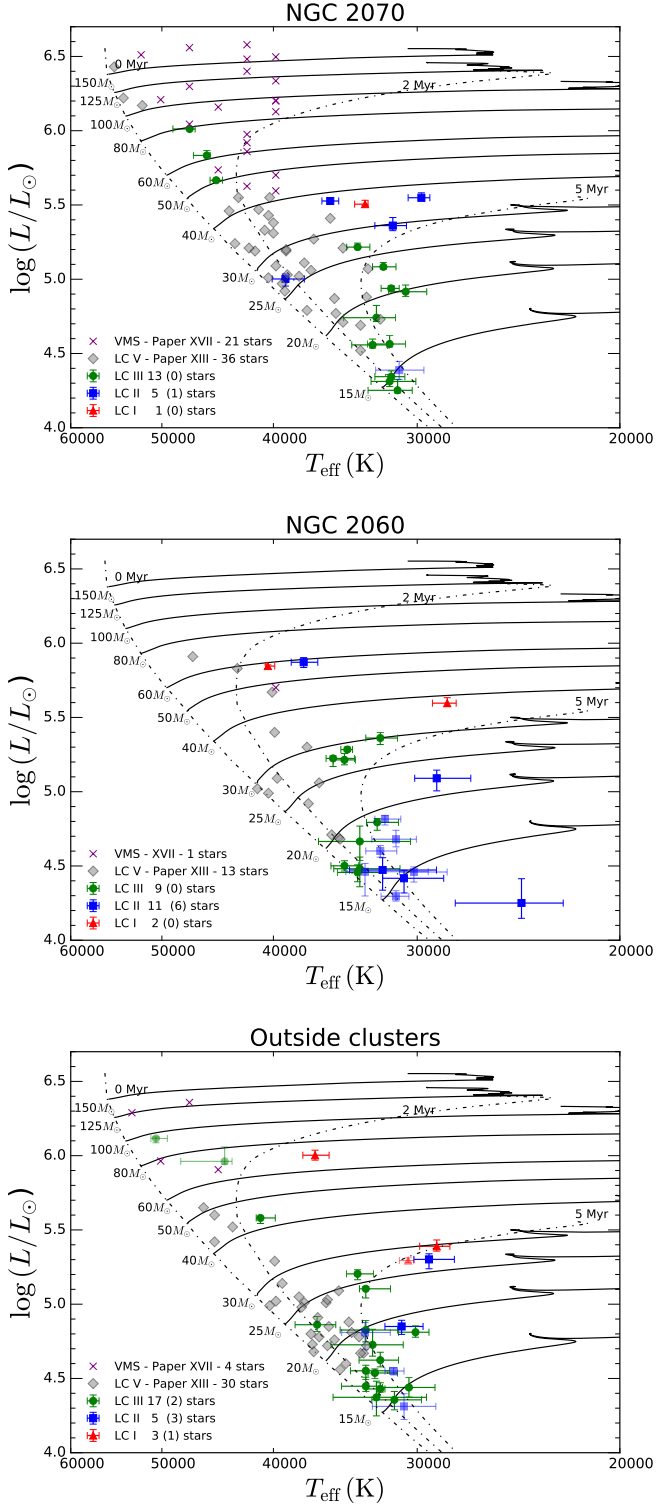 NGC 2070
6.5
6.0
5.5
5.0
4.5
4.0
log (L/L⊙)
0 Myr
2 Myr
5 Myr
150M⊙
125M⊙
100M⊙
80M⊙
60M⊙
50M⊙
40M⊙
30M⊙
25M⊙
20M⊙
15M⊙
VMS - Paper XVII - 21 stars
LC V - Paper XIII - 36 stars
LC III 13 (0) stars
LC II 5 (1) stars
LC I 1 (0) stars
60000 50000 40000 30000 20000
Teff (K)
NGC 2060
6.5
6.0
5.5
5.0
4.5
4.0
log (L/L⊙)
0 Myr
2 Myr
5 Myr
150M⊙
125M⊙
100M⊙
80M⊙
60M⊙
50M⊙
40M⊙
30M⊙
25M⊙
20M⊙
15M⊙
VMS - XVII - 1 stars
LC V - Paper XIII - 13 stars
LC III 9 (0) stars
LC II 11 (6) stars
LC I 2 (0) stars
60000 50000 40000 30000 20000
Teff (K)
Outside clusters
6.5
6.0
5.5
5.0
4.5
4.0
log (L/L⊙)
0 Myr
2 Myr
5 Myr
150M⊙
125M⊙
100M⊙
80M⊙
60M⊙
50M⊙
40M⊙
30M⊙
25M⊙
20M⊙
15M⊙
VMS - Paper XVII - 4 stars
LC V - Paper XIII - 30 stars
LC III 17 (2) stars
LC II 5 (3) stars
LC I 3 (1) stars
60000 50000 40000 30000 20000
Teff (K)